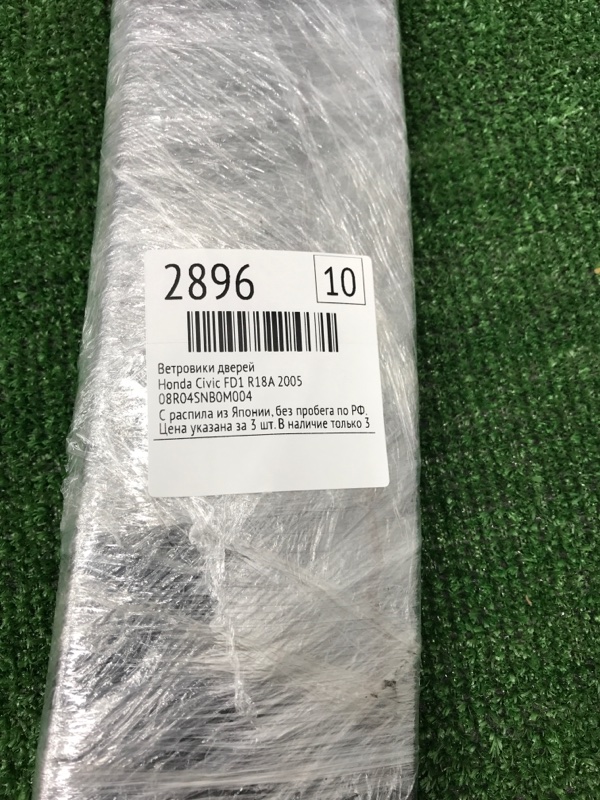 2896
10
Ветровики дверей
Honda Civic FD1 R18A 2005
08R04SNB0M004
С распила из Японии, без пробега по РФ.
Цена указана за 3 шт. В наличие только 3